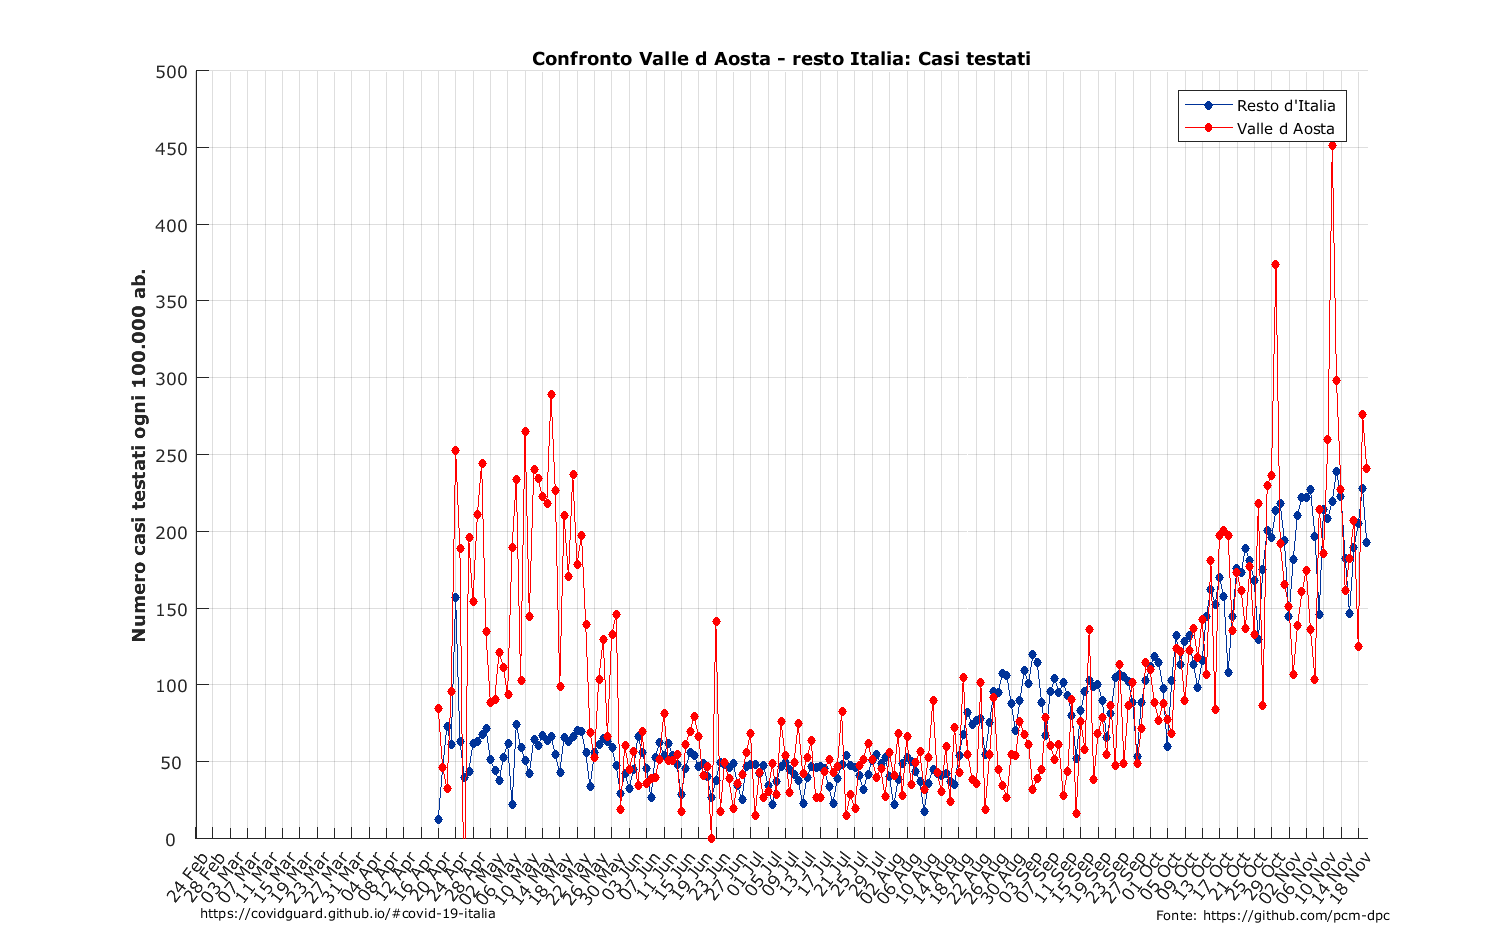 Confronto Valle d Aosta - resto Italia: Casi testati
Resto d'Italia
Valle d Aosta
Numero casi testati ogni 100.000 ab.
500
450
400
350
300
250
200
150
100
50
0
24 Feb
28 Feb
03 Mar
07 Mar
11 Mar
15 Mar
19 Mar
23 Mar
27 Mar
31 Mar
04 Apr
08 Apr
12 Apr
16 Apr
20 Apr
24 Apr
28 Apr
02 May
06 May
10 May
14 May
18 May
22 May
26 May
30 May
03 Jun
07 Jun
11 Jun
15 Jun
19 Jun
23 Jun
27 Jun
01 Jul
05 Jul
09 Jul
13 Jul
17 Jul
21 Jul
25 Jul
29 Jul
02 Aug
06 Aug
10 Aug
14 Aug
18 Aug
22 Aug
26 Aug
30 Aug
03 Sep
07 Sep
11 Sep
15 Sep
19 Sep
23 Sep
27 Sep
01 Oct
05 Oct
09 Oct
13 Oct
17 Oct
21 Oct
25 Oct
29 Oct
02 Nov
06 Nov
10 Nov
14 Nov
18 Nov
https://covidguard.github.io/#covid-19-italia
Fonte: https://github.com/pcm-dpc